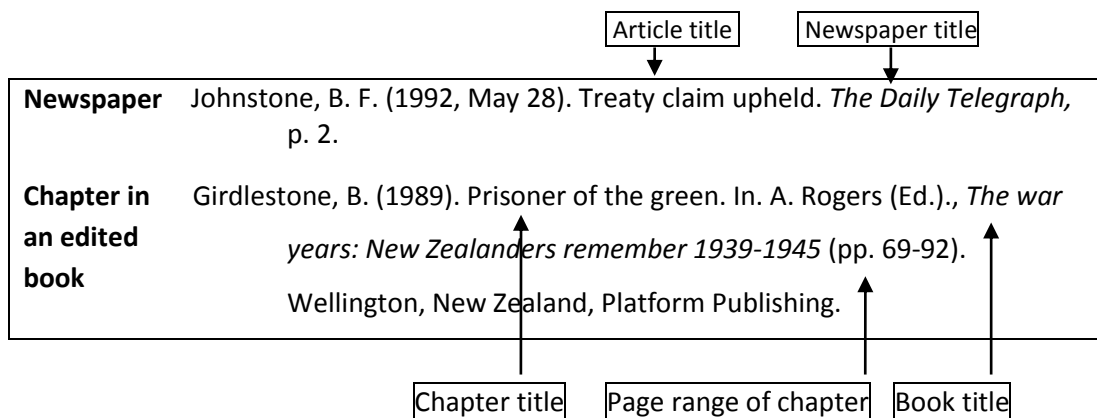 Article title Newspaper title
Newspaper Johnstone, B. F. (1992, May 28). Treaty claim upheld. The Daily Telegraph,
p. 2.
Chapter in Girdlestone, B. (1989). Prisoner of the green. In. A. Rogers (Ed.)., The war
an edited years: New Zealanders remember 1939-1945 (pp. 69-92).
book Wellington, New Zealand, Platform Publishing.
Chapter title Page range of chapter Book title